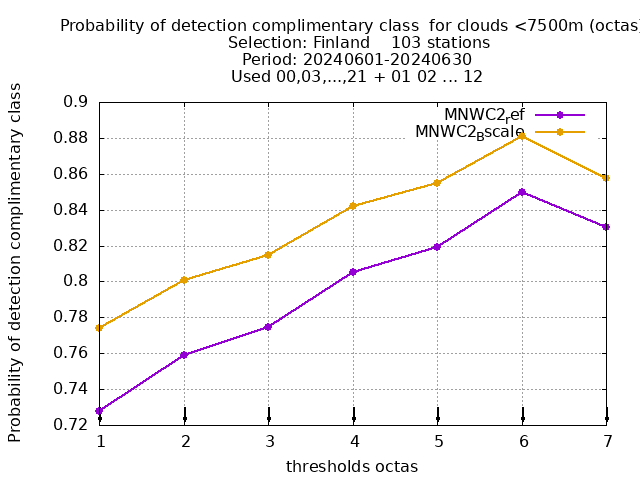 Probability of detection complimentary class  for clouds <7500m (octas)
Selection: Finland    103 stations
Period: 20240601-20240630
Used 00,03,...,21 + 01 02 ... 12
Probability of detection complimentary class
0.9
0.88
0.86
0.84
0.82
0.8
0.78
0.76
0.74
0.72
MNWC2ref
MNWC2Bscale
1 2 3 4 5 6 7
thresholds octas